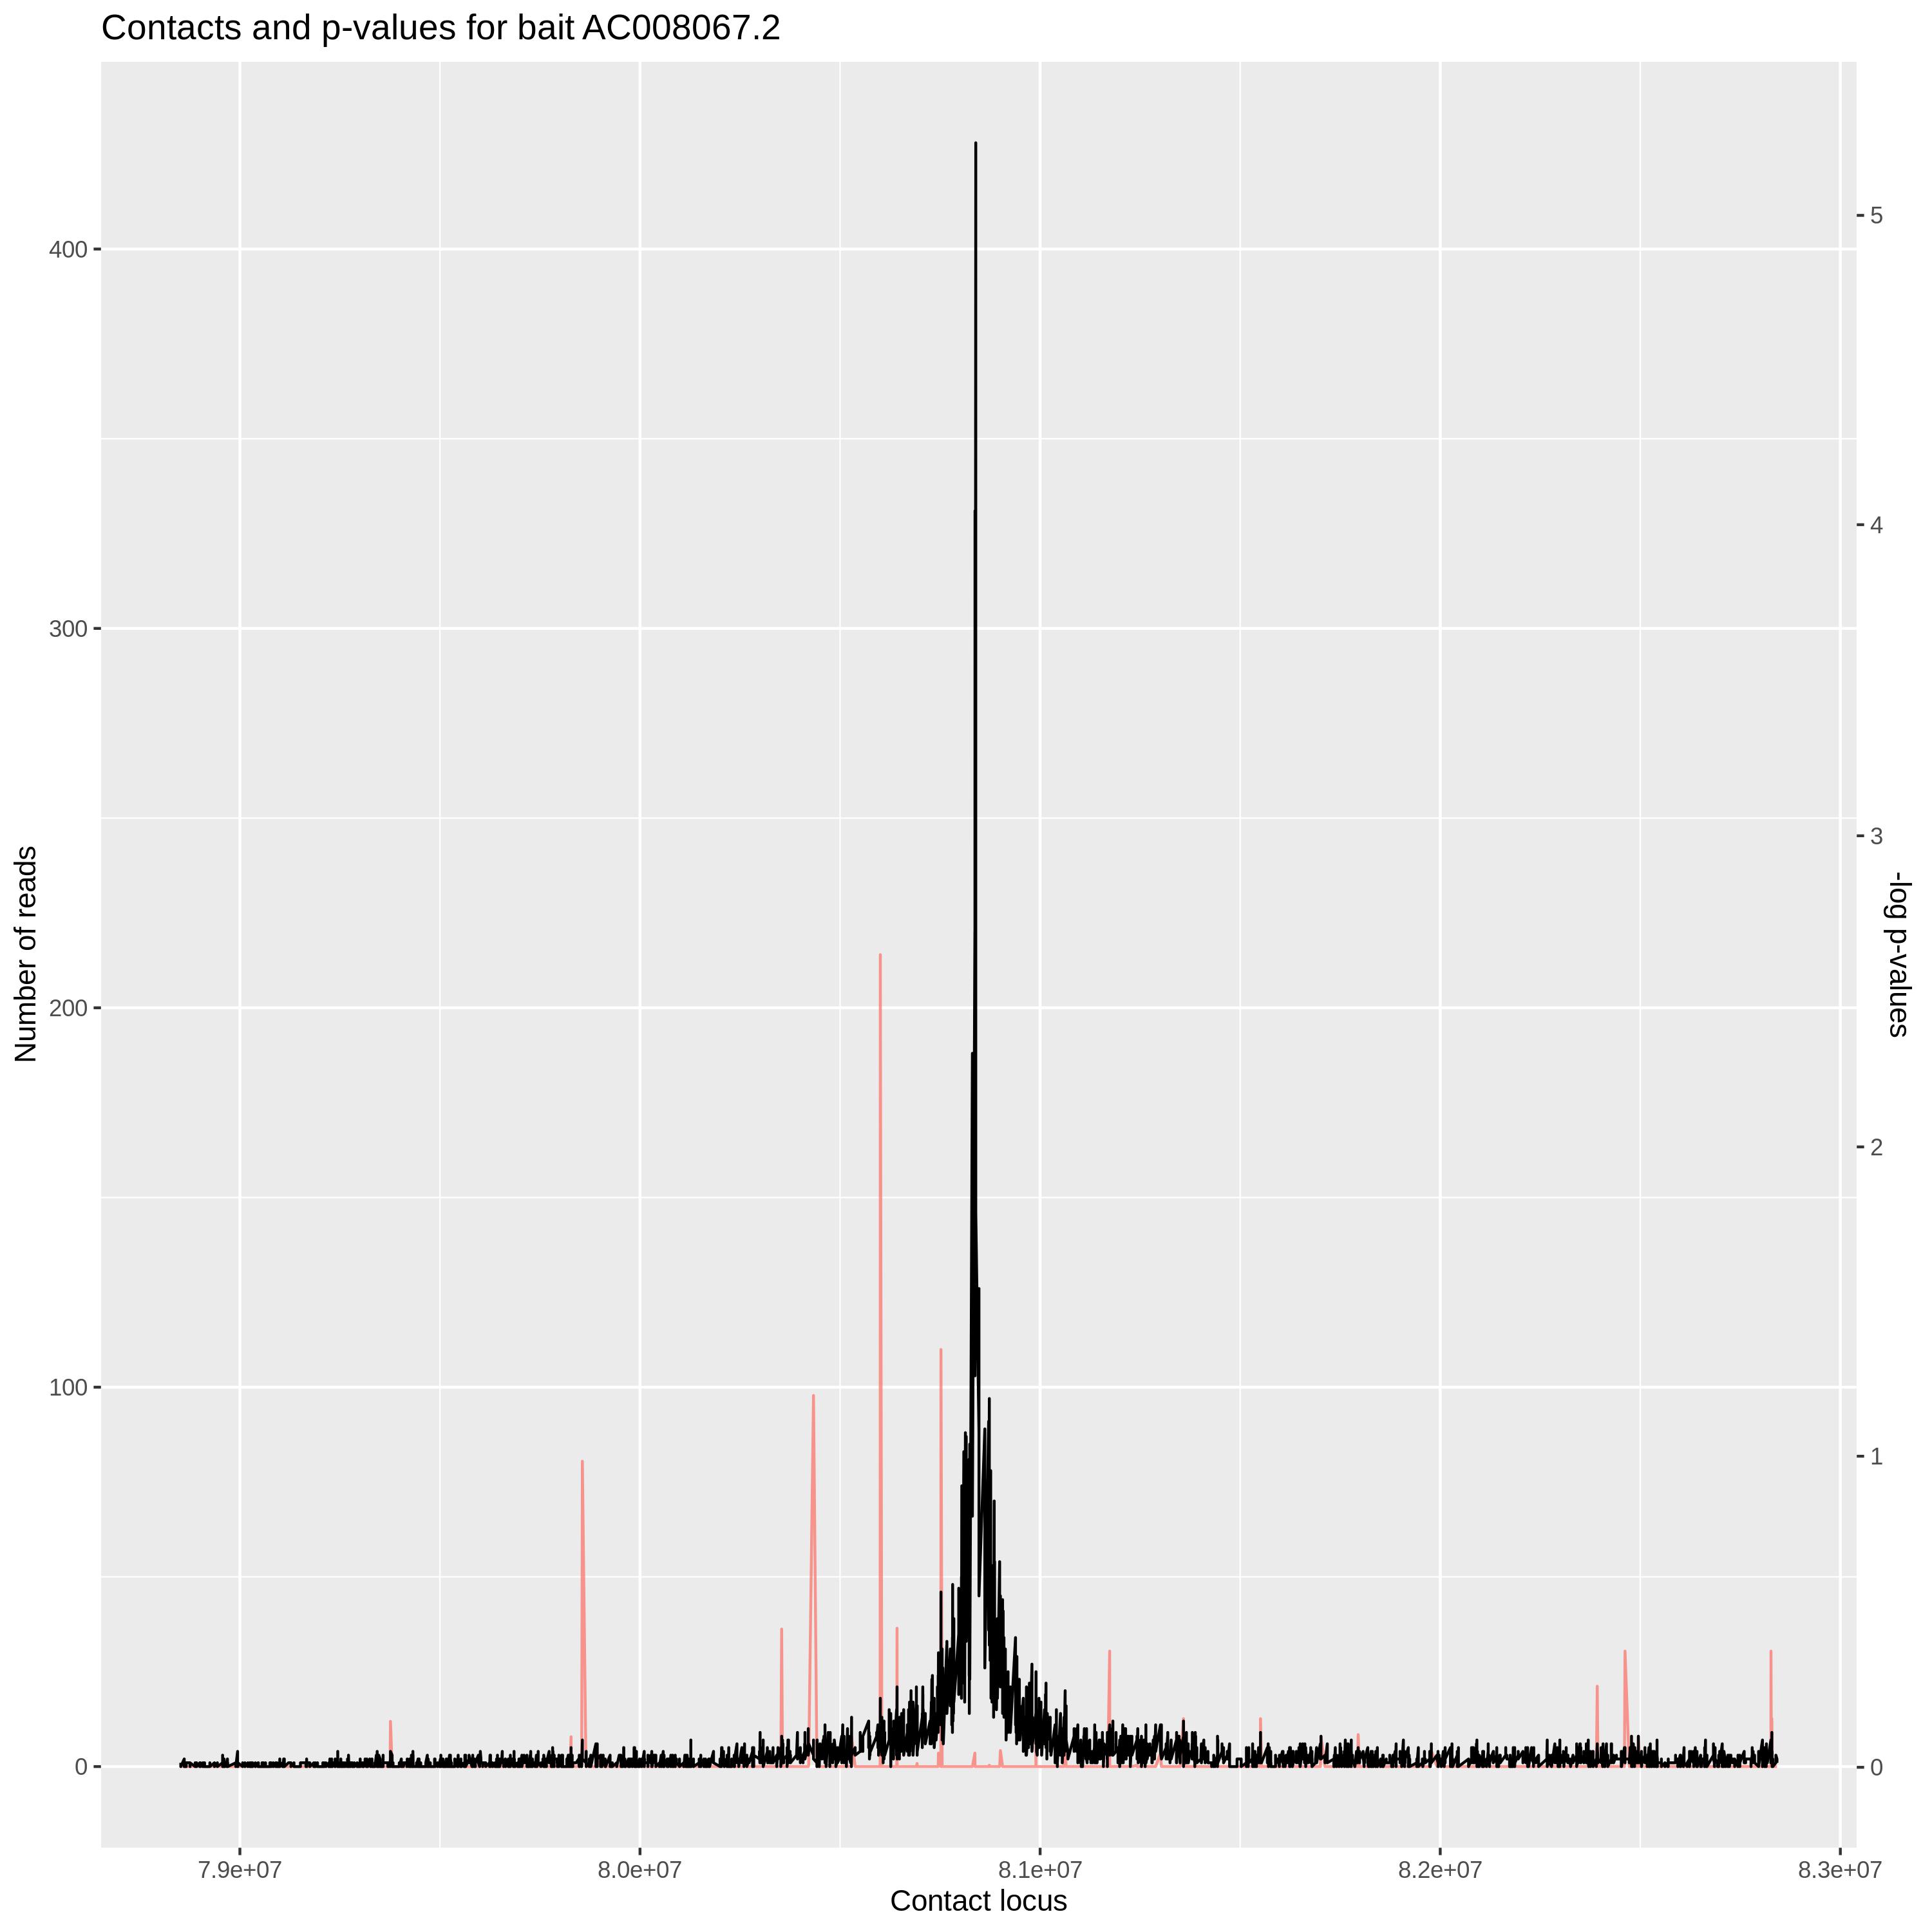 Contacts and p-values for bait AC008067.2
400
300
200
100
0
Number of reads
5
4
3
2
1
0
-log p-values
7.9e+07
8.0e+07
8.1e+07
8.2e+07
8.3e+07
Contact locus